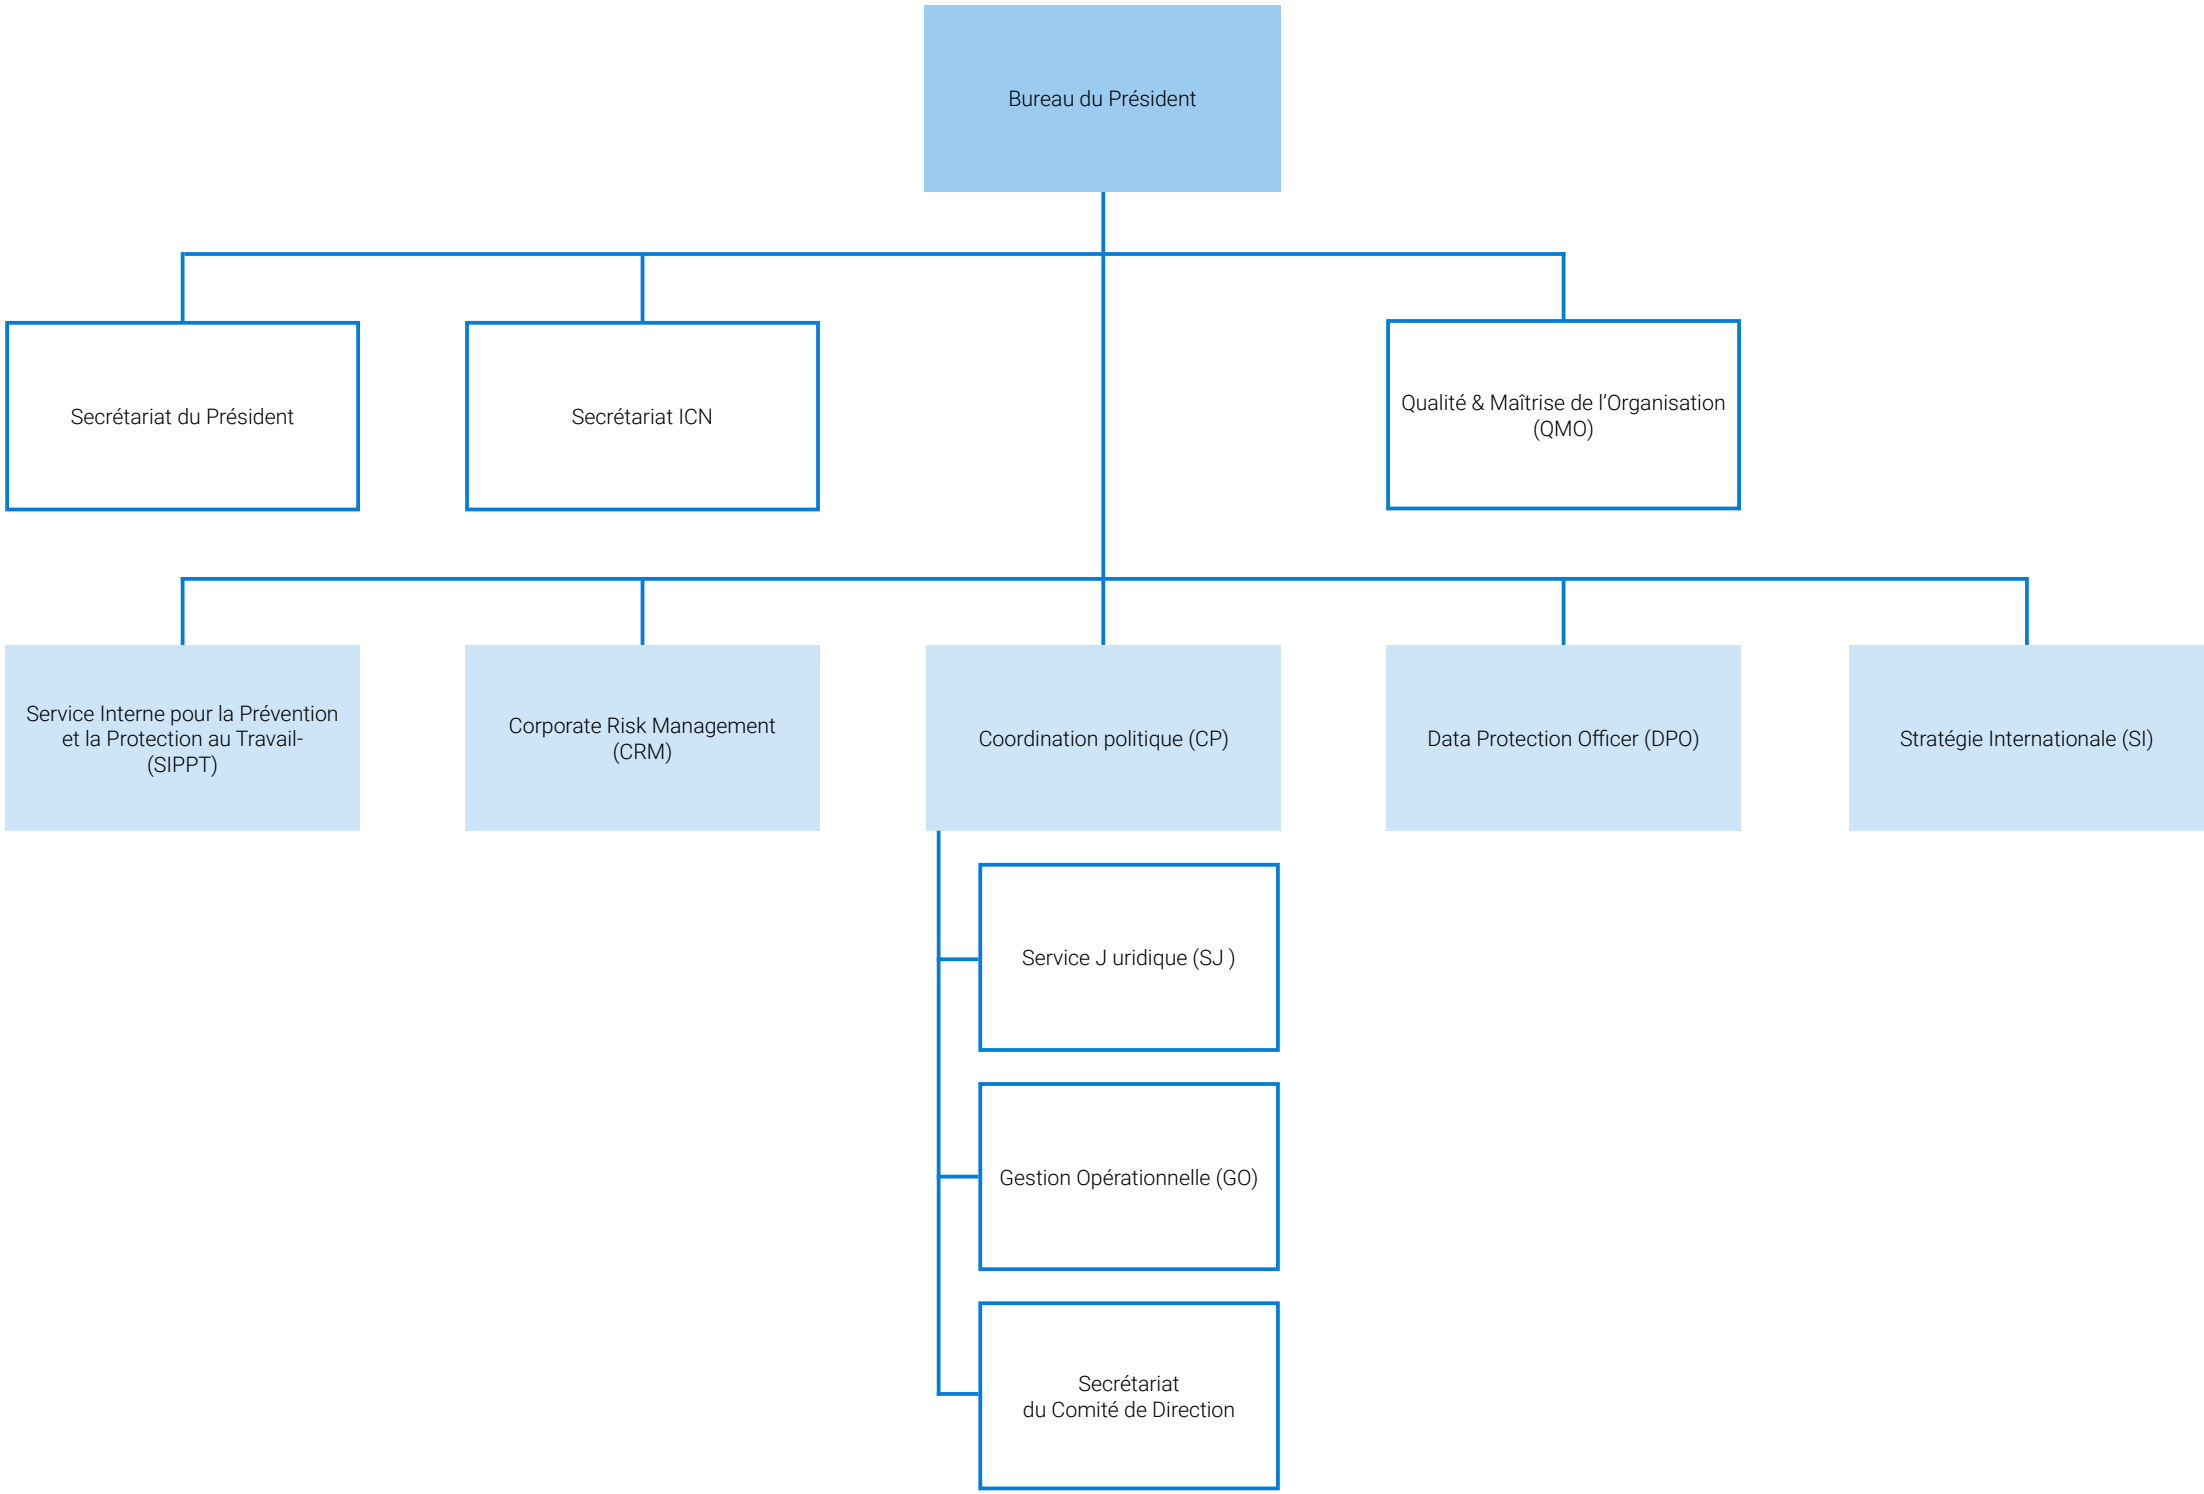 Bureau du Président
Secrétariat du Président
Secrétariat ICN
Qualité & Maîtrise de l’Organisation
(QMO)
Service Interne pour la Prévention
et la Protection au Travail-
(SIPPT)
Corporate Risk Management
(CRM)
Coordination politique (CP)
Data Protection Officer (DPO)
Stratégie Internationale (SI)
Service J uridique (SJ )
Gestion Opérationnelle (GO)
Secrétariat
du Comité de Direction